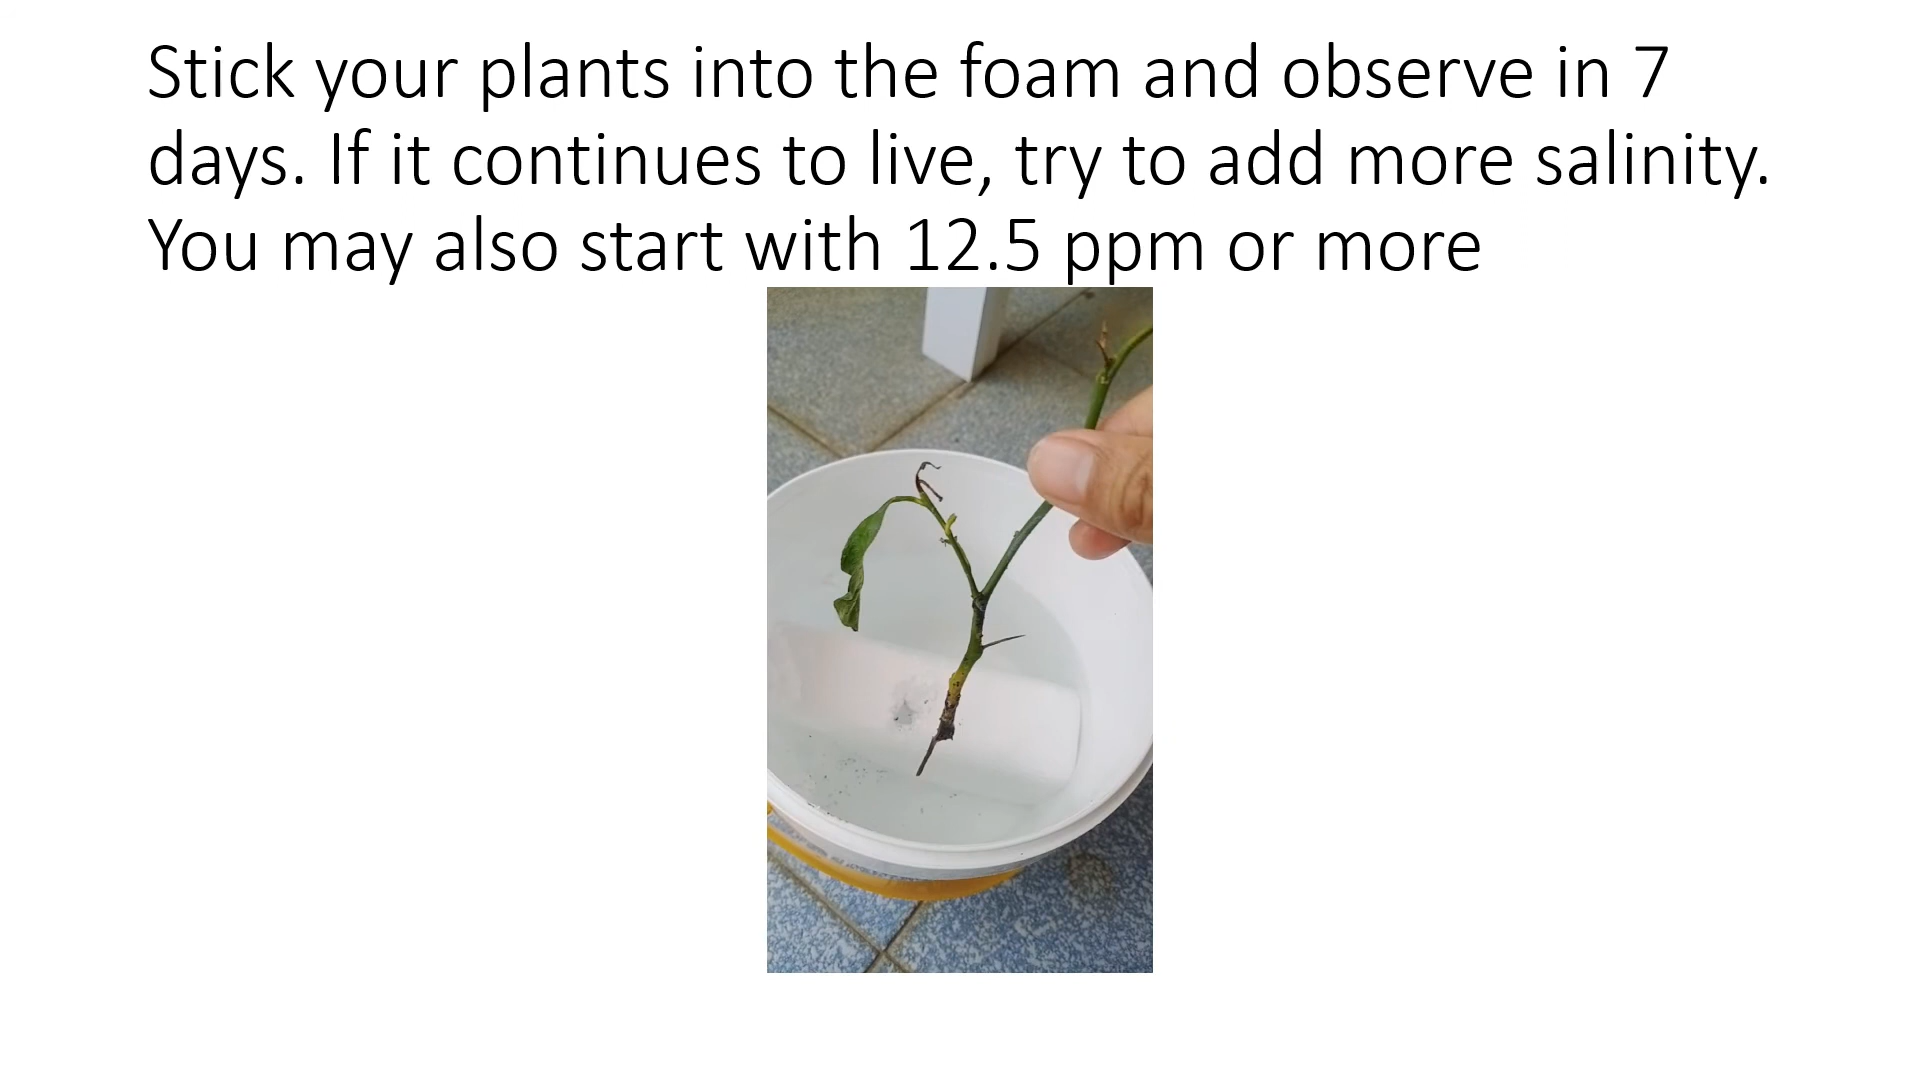 Stick your plants into the foam and observe in 7
days. If it continues to live, try to add more salinity.
You may also start with 12.5 ppm or more